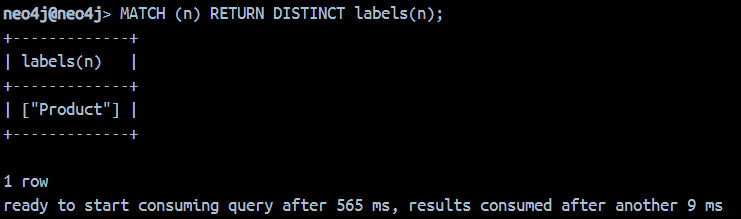 neo4j@neo4j> MATCH (n) RETURN DISTINCT labels(n);
+-------------+
| labels(n)   |
+-------------+
| ["Product"] |
+-------------+
1 row
ready to start consuming query after 565 ms, results consumed after another 9 ms